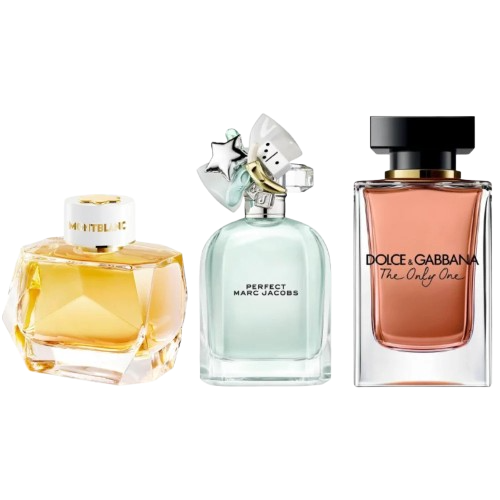 MONTBLANC
PERFECT
MARC JACOBS
DOLCE & GABBANA
The Only One